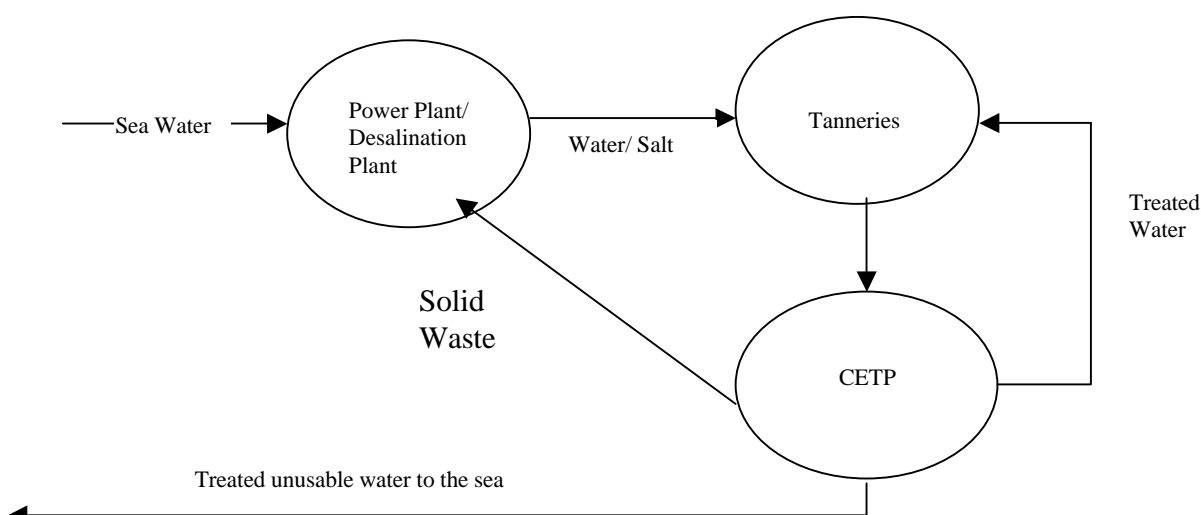 Sea Water
Power Plant/
Desalination
Plant
Water/ Salt
Tanneries
Treated
Water
Solid
Waste
CETP
Treated unusable water to the sea